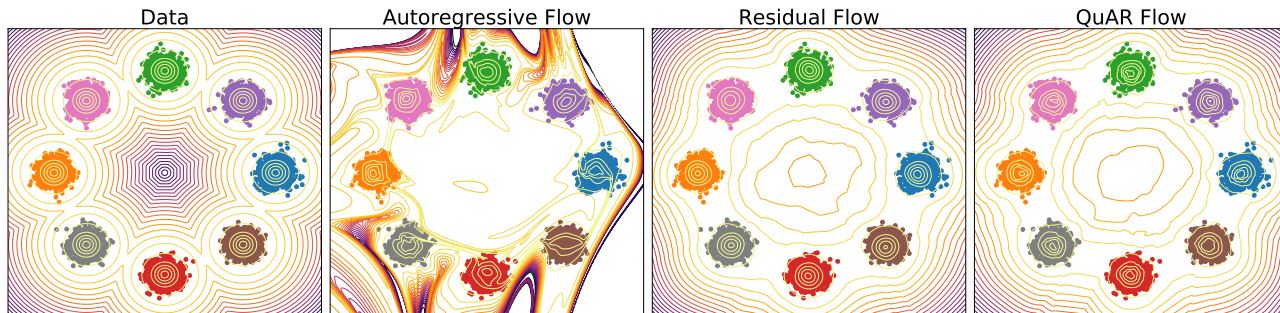 Data
Autoregressive Flow
Residual Flow
QuAR Flow